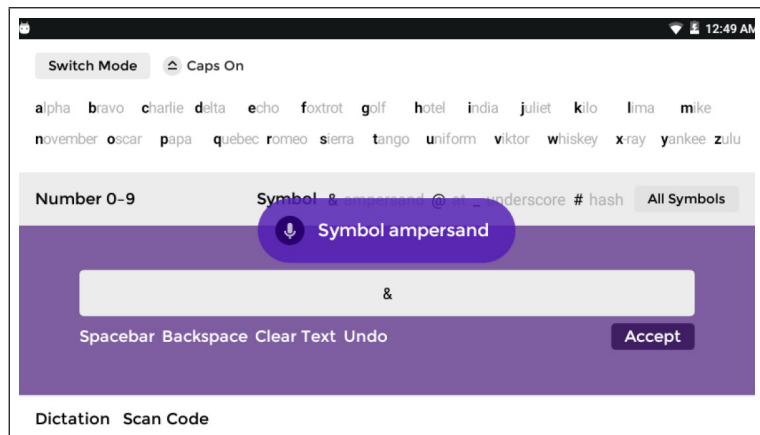 12:49 AM
Switch Mode Caps On
alpha bravo charlie delta echo foxtrot golf hotel india juliet kilo lima mike
november oscar papa quebec romeo sierra tango uniform viktor whiskey x-ray yankee zulu
Number 0-9 Symbol & ampersand @ at _ underscore # hash All Symbols
Symbol ampersand
&
Spacebar Backspace Clear Text Undo Accept
Dictation Scan Code